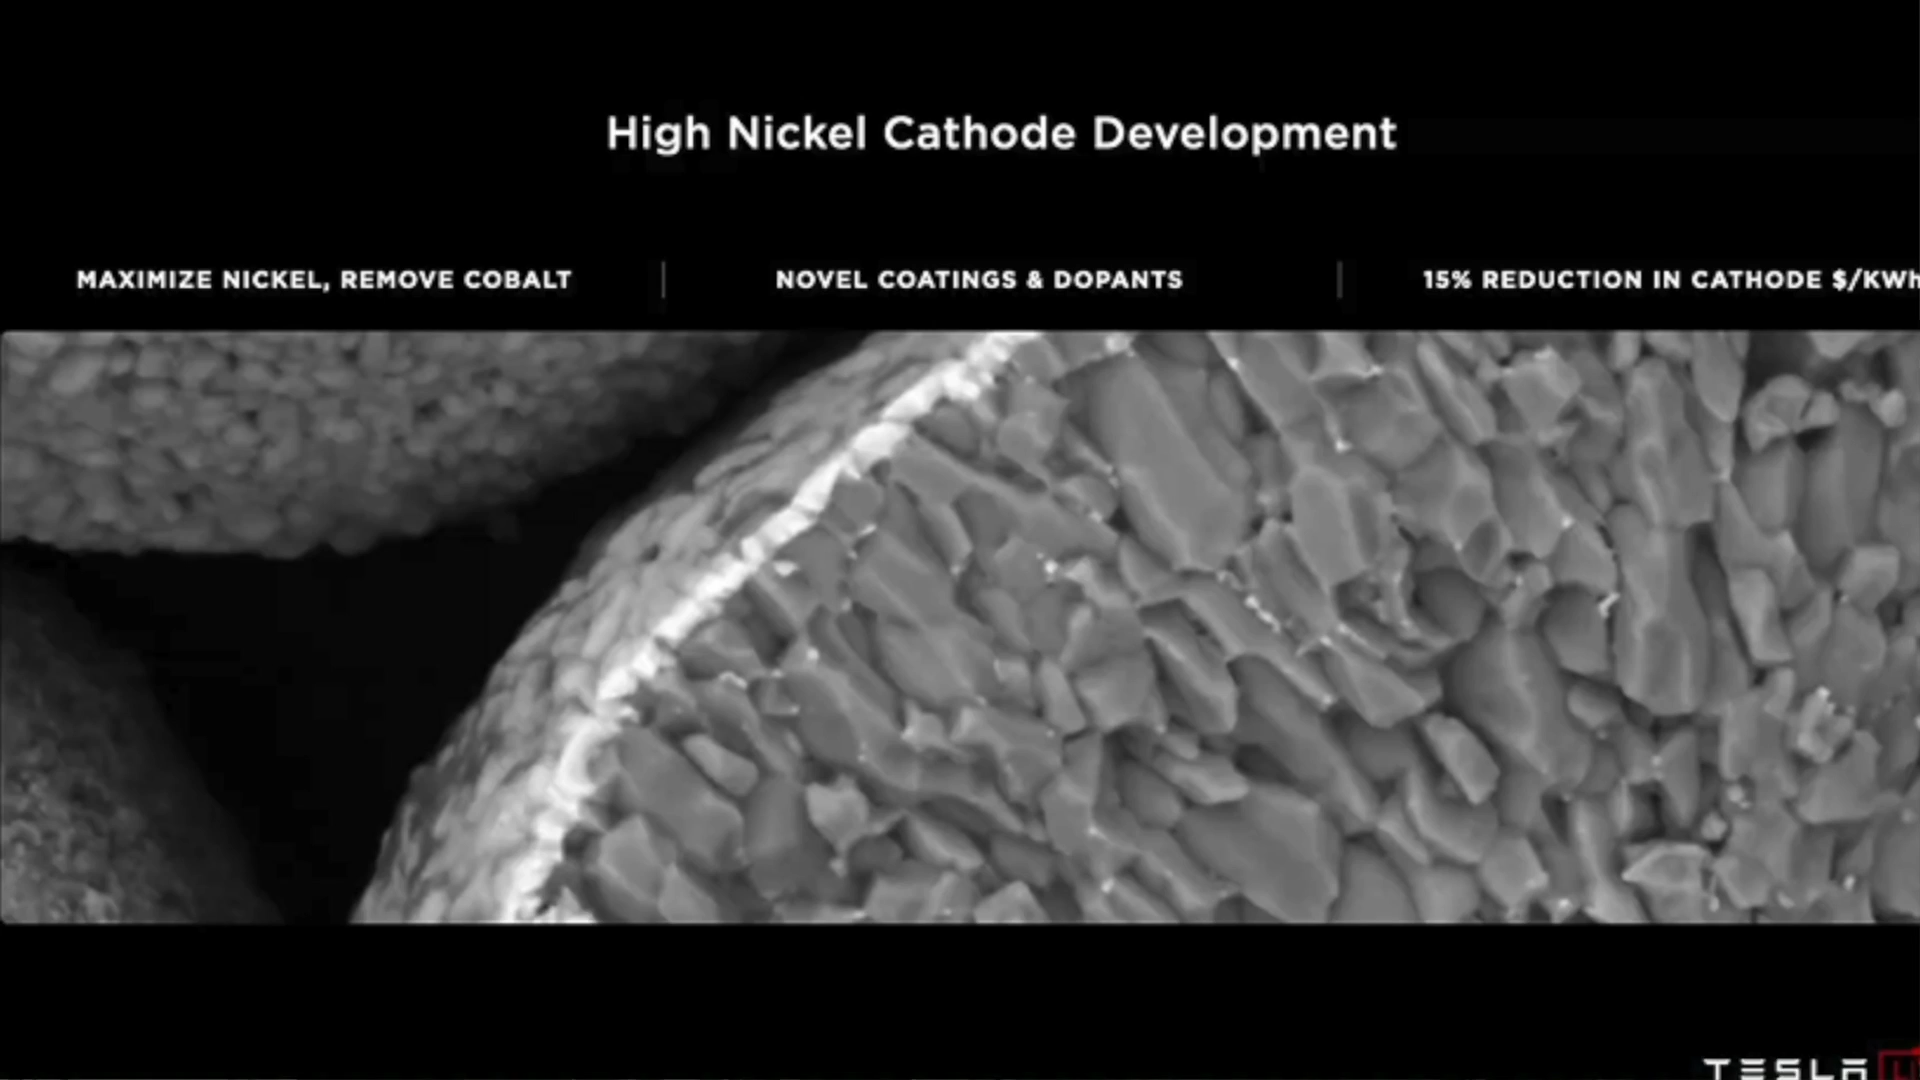 High Nickel Cathode Development
MAXIMIZE NICKEL, REMOVE COBALT
NOVEL COATINGS & DOPANTS
15% REDUCTION IN CATHODE $/KWh
TESLA